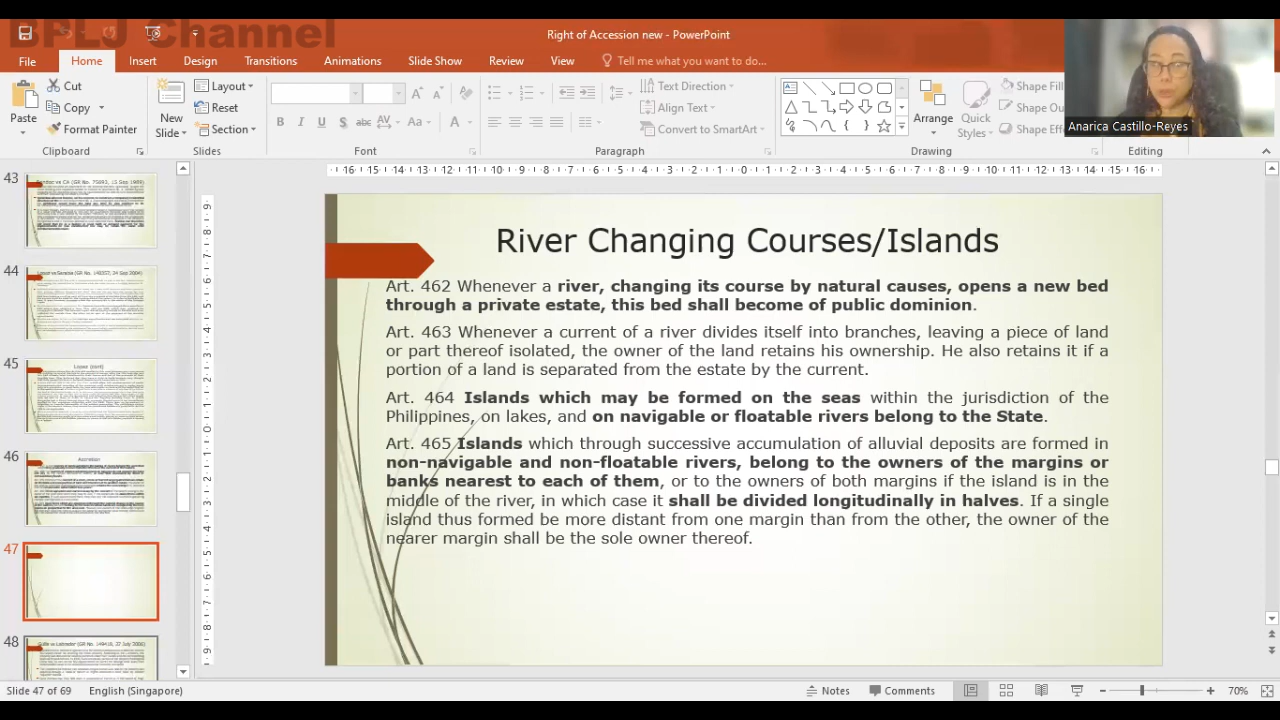 BPLJ Channel
Right of Accession new - PowerPoint
File Home Insert Design Transitions Animations Slide Show Review View Tell me what you want to do...
Paste
Cut
Copy
Format Painter
Clipboard
New
Slide
Layout
Reset
Section
Slides
Font
Text Direction
Align Text
Convert to SmartArt
Paragraph
Arrange
Quick
Styles
Shape Fill
Shape Ou
Shape Effe
Drawing
Editing
Anarica Castillo-Reyes
43
44
45
46
47
48
River Changing Courses/Islands
Art. 462 Whenever a river, changing its course by natural causes, opens a new bed
through a private estate, this bed shall become of public dominion.
Art. 463 Whenever a current of a river divides itself into branches, leaving a piece of land
or part thereof isolated, the owner of the land retains his ownership. He also retains it if a
portion of a land is separated from the estate by the current.
Art. 464 Islands which may be formed on the seas within the jurisdiction of the
Philippines, on lakes, and on navigable or floatable rivers belong to the State.
Art. 465 Islands which through successive accumulation of alluvial deposits are formed in
non-navigable and non-floatable rivers, belong to the owners of the margins or
banks nearest to each of them, or to the owners of both margins if the island is in the
middle of the river, in which case it shall be divided longitudinally in halves. If a single
island thus formed be more distant from one margin than from the other, the owner of the
nearer margin shall be the sole owner thereof.
Slide 47 of 69 English (Singapore) Notes Comments 70%